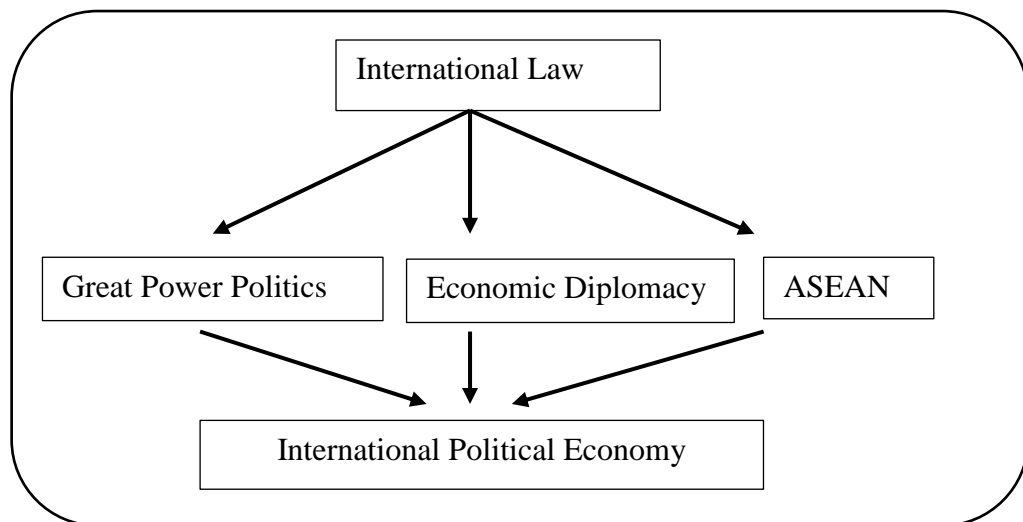 International Law
Great Power Politics
Economic Diplomacy
ASEAN
International Political Economy